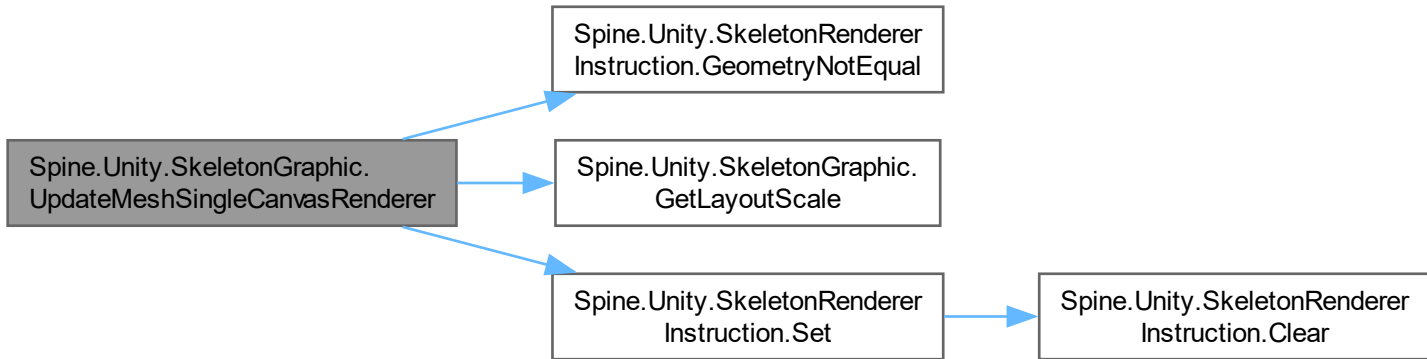 Spine.Unity.SkeletonRenderer
Instruction.GeometryNotEqual
Spine.Unity.SkeletonGraphic.
UpdateMeshSingleCanvasRenderer
Spine.Unity.SkeletonGraphic.
GetLayoutScale
Spine.Unity.SkeletonRenderer
Instruction.Set
Spine.Unity.SkeletonRenderer
Instruction.Clear